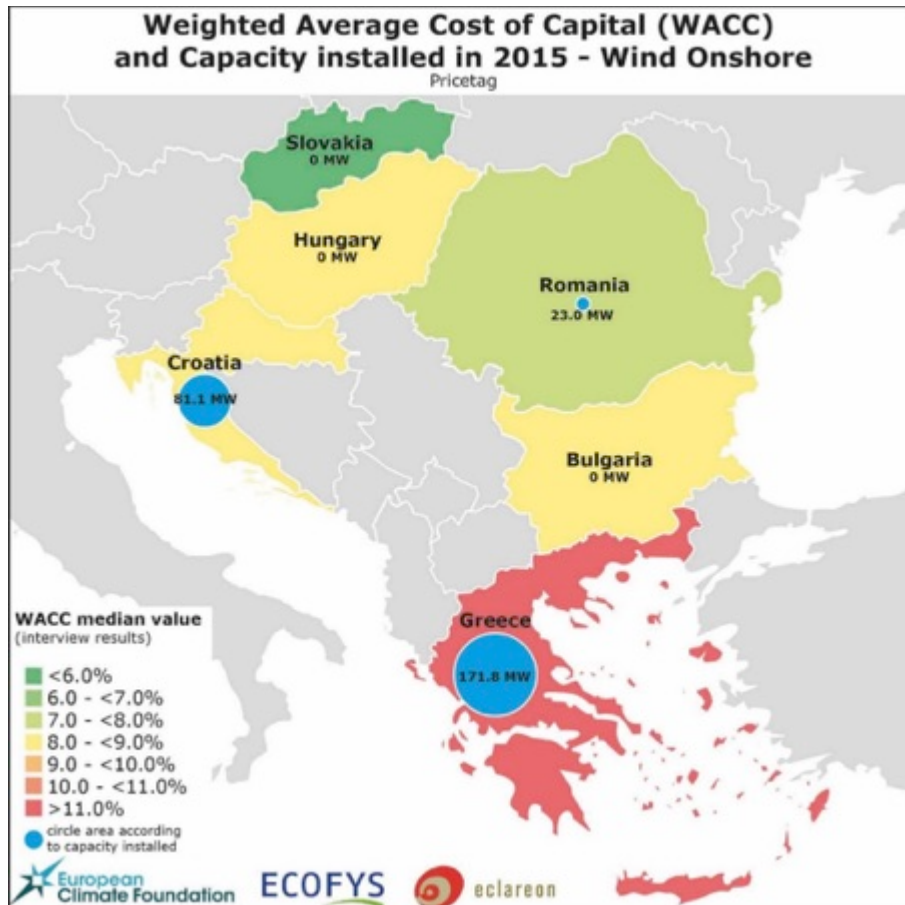 Weighted Average Cost of Capital (WACC)
and Capacity installed in 2015 - Wind Onshore
Pricetag
Slovakia
0 MW
Hungary
0 MW
Romania
23.0 MW
Croatia
81.1 MW
Bulgaria
0 MW
Greece
171.8 MW
WACC median value
(interview results)
<6.0%
6.0 - <7.0%
7.0 - <8.0%
8.0 - <9.0%
9.0 - <10.0%
10.0 - <11.0%
>11.0%
circle area according
to capacity installed
European
Climate Foundation
ECOFYS
eclareon